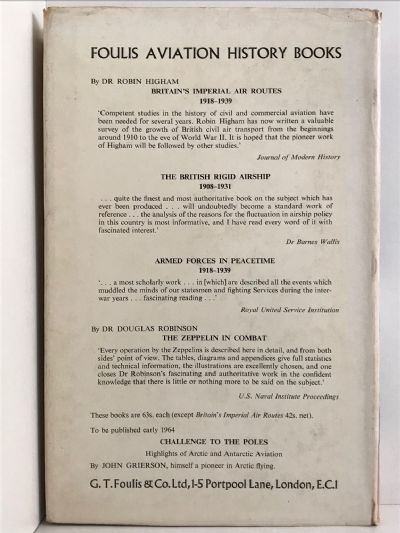 FOULIS AVIATION HISTORY BOOKS
By DR ROBIN HIGHAM
BRITAIN'S IMPERIAL AIR ROUTES
1918-1939
'Competent studies in the history of civil and commercial aviation have
been needed for several years. Robin Higham has now written a valuable
survey of the growth of British civil air transport from the beginnings
around 1910 to the eve of World War II. It is hoped that the pioneer work
of Higham will be followed by other studies.'
Journal of Modern History
THE BRITISH RIGID AIRSHIP
1908-1931
. . . quite the finest and most authoritative book on the subject which has
ever been produced . . . will undoubtedly become a standard work of
reference . . . the analysis of the reasons for the fluctuation in airship policy
in this country is most informative, and I have read every word of it with
fascinated interest.'
Dr Barnes Wallis
ARMED FORCES IN PEACETIME
1918-1939
'. . . a most scholarly work . . . in [which] are described all the events which
muddled the minds of our statesmen and fighting Services during the inter-
war years . . . fascinating reading . . .'
Royal United Service Institution
By DR DOUGLAS ROBINSON
THE ZEPPELIN IN COMBAT
'Every operation by the Zeppelins is described here in detail, and from both
sides' point of view. The tables, diagrams and appendices give full statistics
and technical information, the illustrations are excellently chosen, and one
closes Dr Robinson's fascinating and authoritative work in the confident
knowledge that there is little or nothing more to be said on the subject.'
U.S. Naval Institute Proceedings
These books are 63s. each (except Britain's Imperial Air Routes 42s. net).
To be published early 1964
CHALLENGE TO THE POLES
Highlights of Arctic and Antarctic Aviation
By JOHN GRIERSON, himself a pioneer in Arctic flying.
G. T. Foulis & Co. Ltd, 1-5 Portpool Lane, London, E.C.1